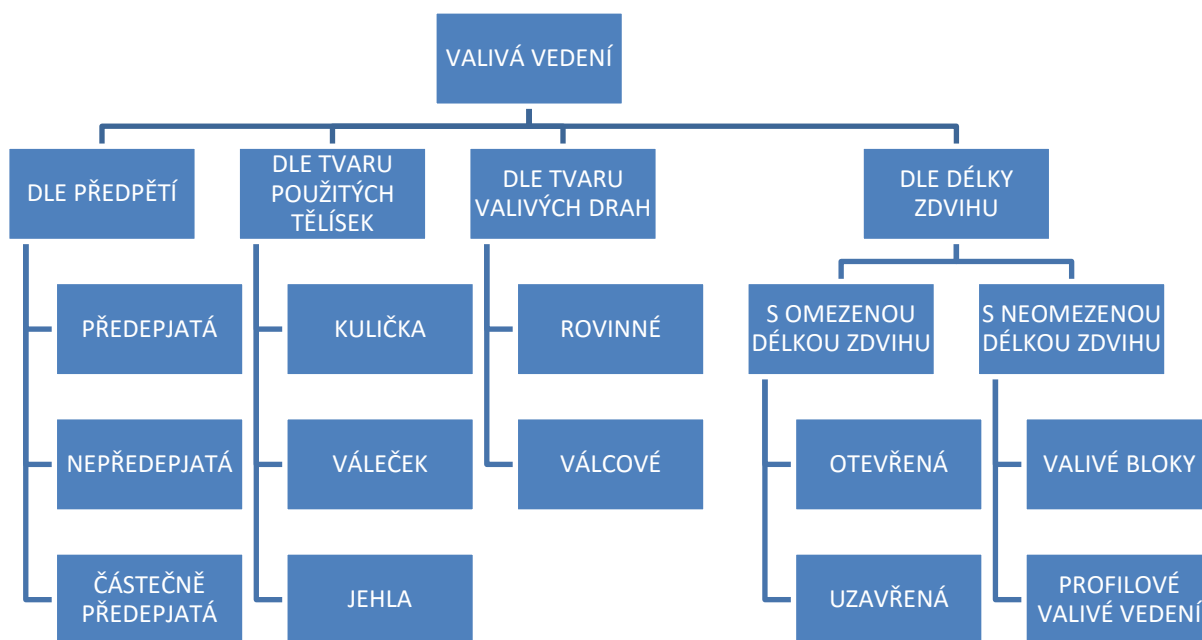 VALIVÁ VEDENÍ
DLE PŘEDPĚTÍ
DLE TVARU
POUŽITÝCH
TĚLÍSEK
DLE TVARU
VALIVÝCH DRAH
DLE DÉLKY
ZDVIHU
PŘEDEPJATÁ
KULIČKA
ROVINNÉ
S OMEZENOU
DÉLKOU ZDVIHU
S NEOMEZENOU
DÉLKOU ZDVIHU
NEPŘEDEPJATÁ
VÁLEČEK
VÁLCOVÉ
OTEVŘENÁ
VALIVÉ BLOKY
ČÁSTEČNĚ
PŘEDEPJATÁ
JEHLA
UZAVŘENÁ
PROFILOVÉ
VALIVÉ VEDENÍ